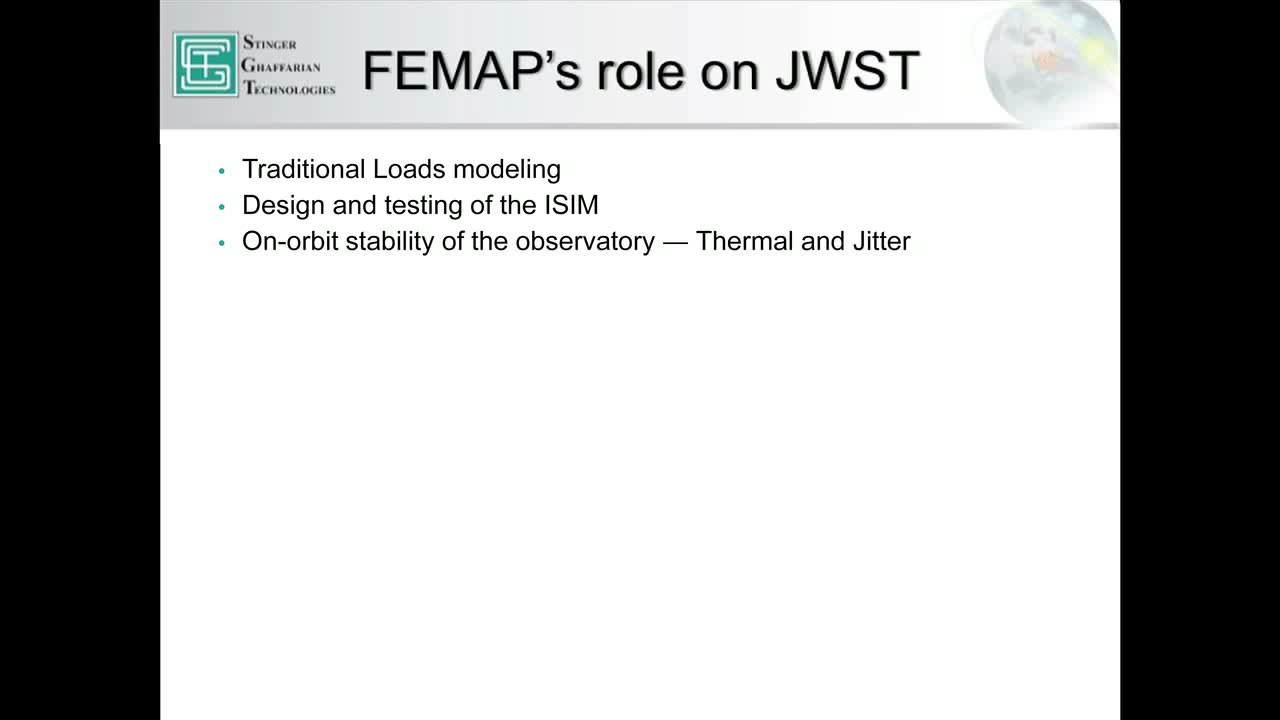 STINGER
GHAFFARIAN
TECHNOLOGIES
FEMAP’s role on JWST
• Traditional Loads modeling
• Design and testing of the ISIM
• On-orbit stability of the observatory — Thermal and Jitter